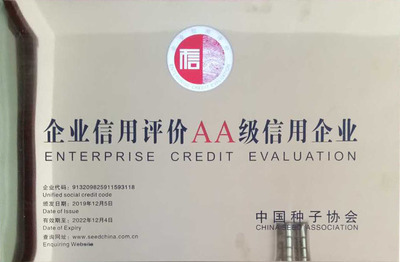 信
企业信用评价AA级信用企业
ENTERPRISE CREDIT EVALUATION
企业代码:913209825911593118
Unified social credit code
颁发日期:2019年12月5日
Date of Issue
有效期至:2022年12月4日
Date of Expiry
查询网址:www.seedchina.com.cn
Enquiring Website
中国种子协会
CHINA SEED ASSOCIATION